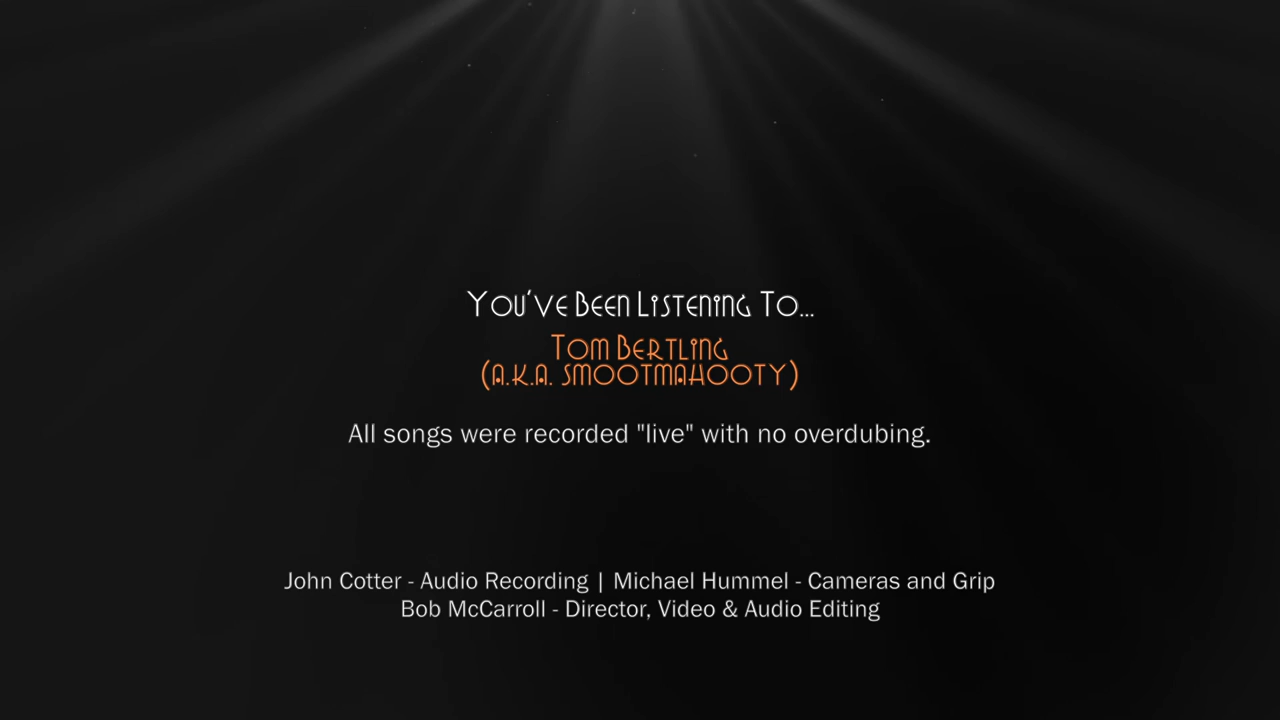 You've Been Listening To...
Tom Bertling
(A.K.A. SMOOTMAHOOTY)
All songs were recorded "live" with no overdubing.
John Cotter - Audio Recording | Michael Hummel - Cameras and Grip
Bob McCarroll - Director, Video & Audio Editing